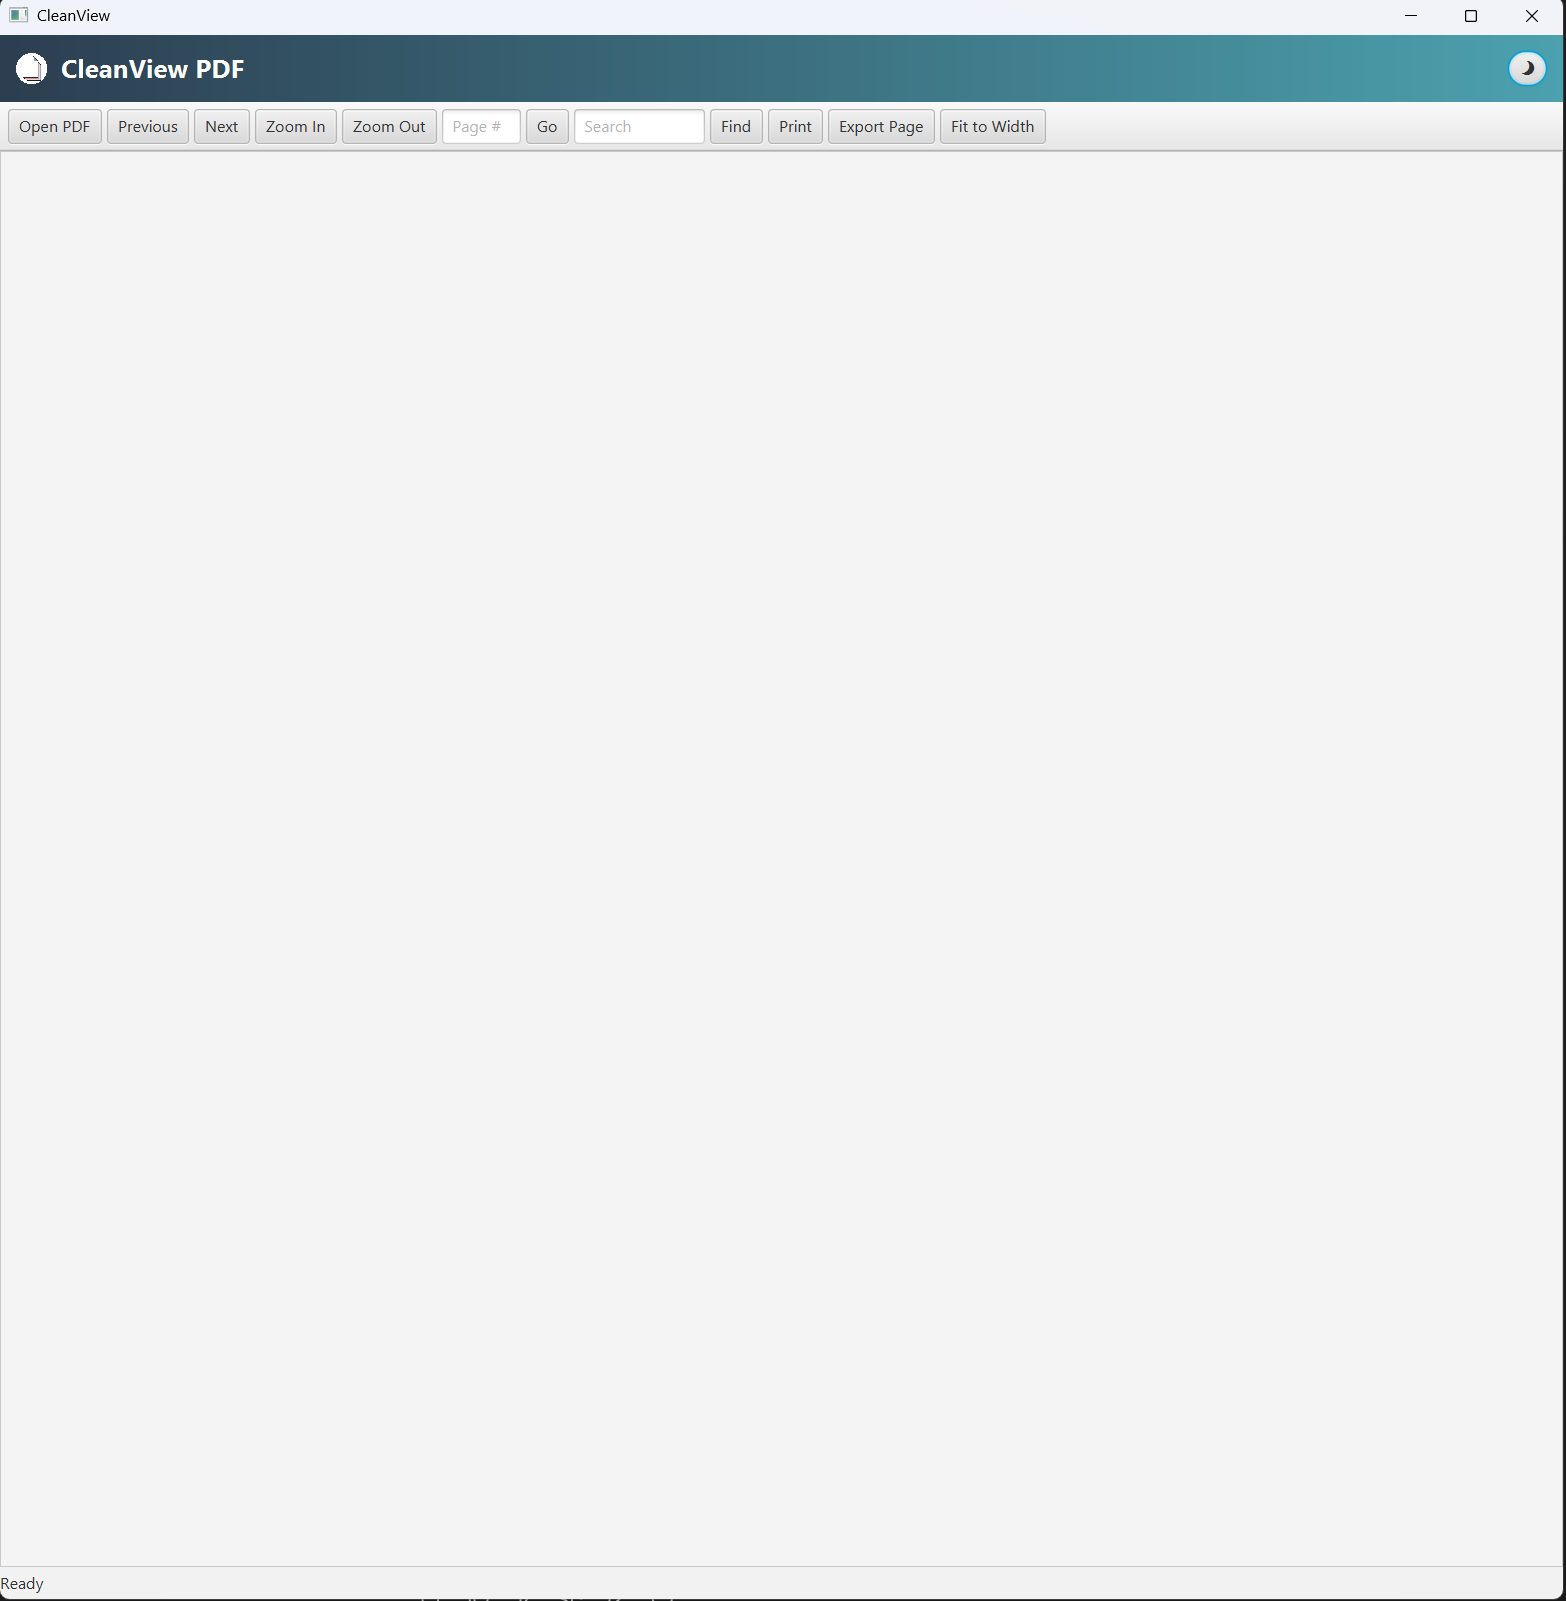 CleanView
CleanView PDF
Open PDF Previous Next Zoom In Zoom Out Page # Go Search Find Print Export Page Fit to Width
Ready